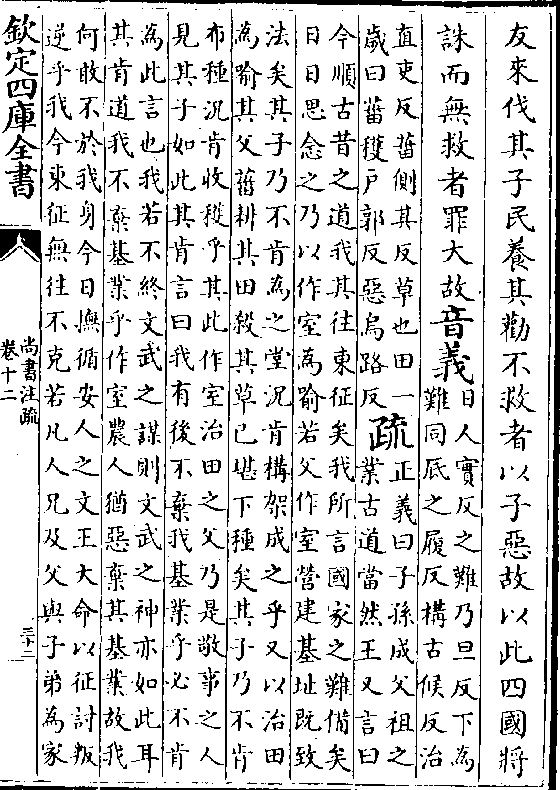 友來伐其子民養其勸不救者以子惡故以此四國將
誅而無救者罪大故音義日人實反之難乃旦反下為
難同厎之履反構古候反治
直吏反菑側其反草也田一
歲曰菑穫戶郭反惡烏路反疏正義曰子孫成父祖之
業古道當然王又言曰
今順古昔之道我其往東征矣我所言國家之難備矣
日日思念之乃以作室為喻若父作室營建基址既致
法矣其子乃不肯為之堂況肯構架成之乎又以治田
為喻其父菑耕其田殺其草已堪下種矣其子乃不肯
布種況肯收穫乎其此作室治田之父乃是敬事之人
見其子如此其肯言曰我有後不棄我基業乎必不肯
為此言也我若不終文武之謀則文武之神亦如此耳
其肯道我不棄基業乎作室農人猶惡棄其基業故我
何敢不於我身今日撫循安人之文王大命以征討叛
逆乎我今東征無往不克若凡人兄及父與子弟為家
欽定四庫全書
尚書注疏
卷十二
三十二